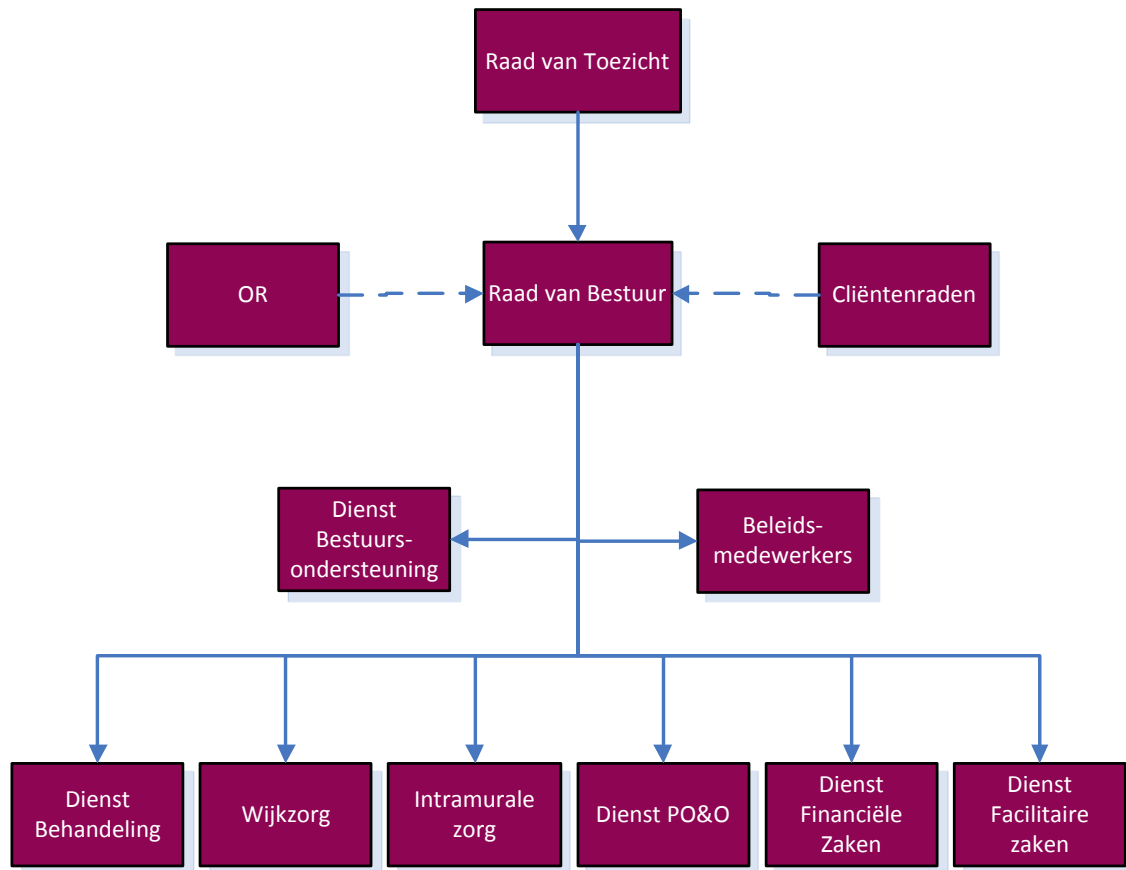 Raad van Toezicht
OR
Raad van Bestuur
Cliëntenraden
Dienst
Bestuurs-
ondersteuning
Beleids-
medewerkers
Dienst
Behandeling
Wijkzorg
Intramurale
zorg
Dienst PO&O
Dienst
Financiële
Zaken
Dienst
Facilitaire
zaken